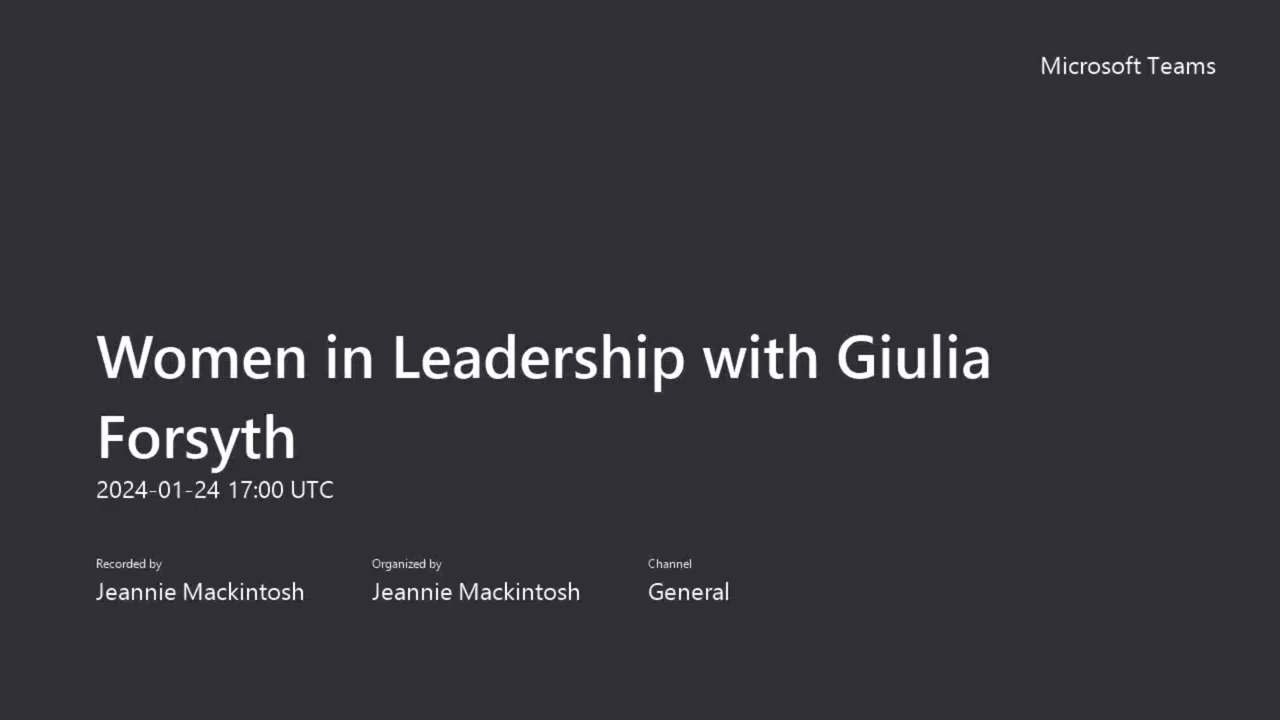 Microsoft Teams
Women in Leadership with Giulia
Forsyth
2024-01-24 17:00 UTC
Recorded by
Jeannie Mackintosh
Organized by
Jeannie Mackintosh
Channel
General